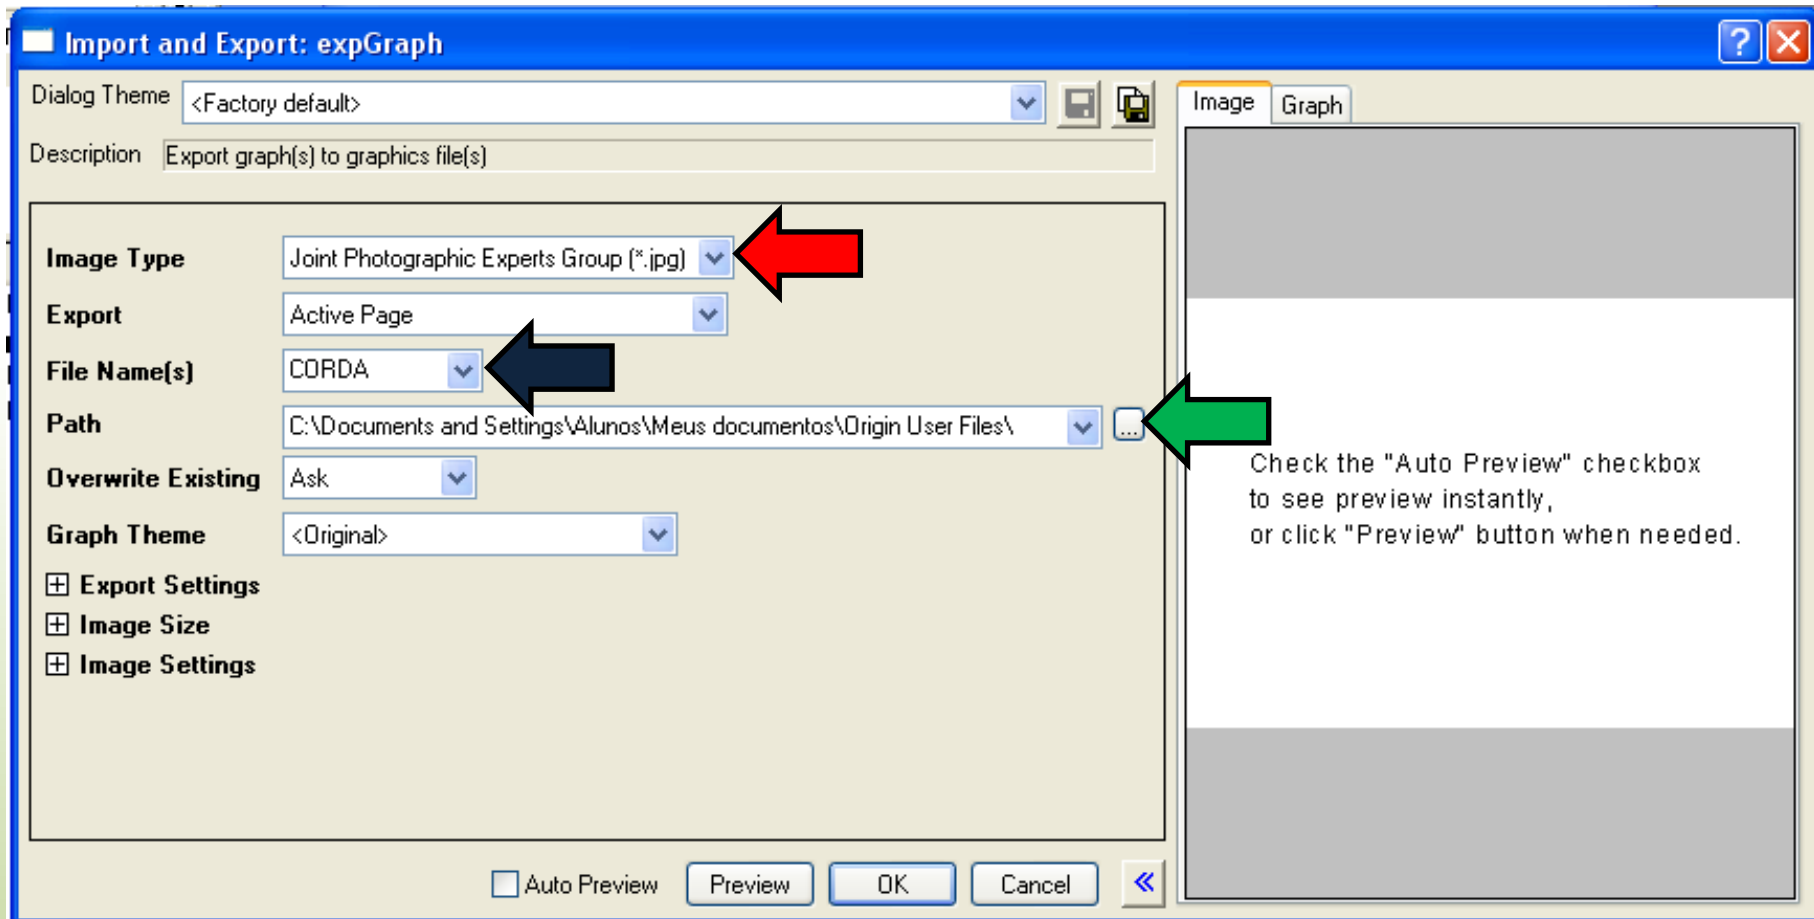 Import and Export: expGraph
Dialog Theme <Factory default>
Description Export graph(s) to graphics file(s)
Image Type Joint Photographic Experts Group (*.jpg)
Export Active Page
File Name(s) CORDA
Path C:\Documents and Settings\Alunos\Meus documentos\Origin User Files\ ...
Overwrite Existing Ask
Graph Theme <Original>
Export Settings
Image Size
Image Settings
Auto Preview Preview OK Cancel
Image Graph
Check the "Auto Preview" checkbox
to see preview instantly,
or click "Preview" button when needed.